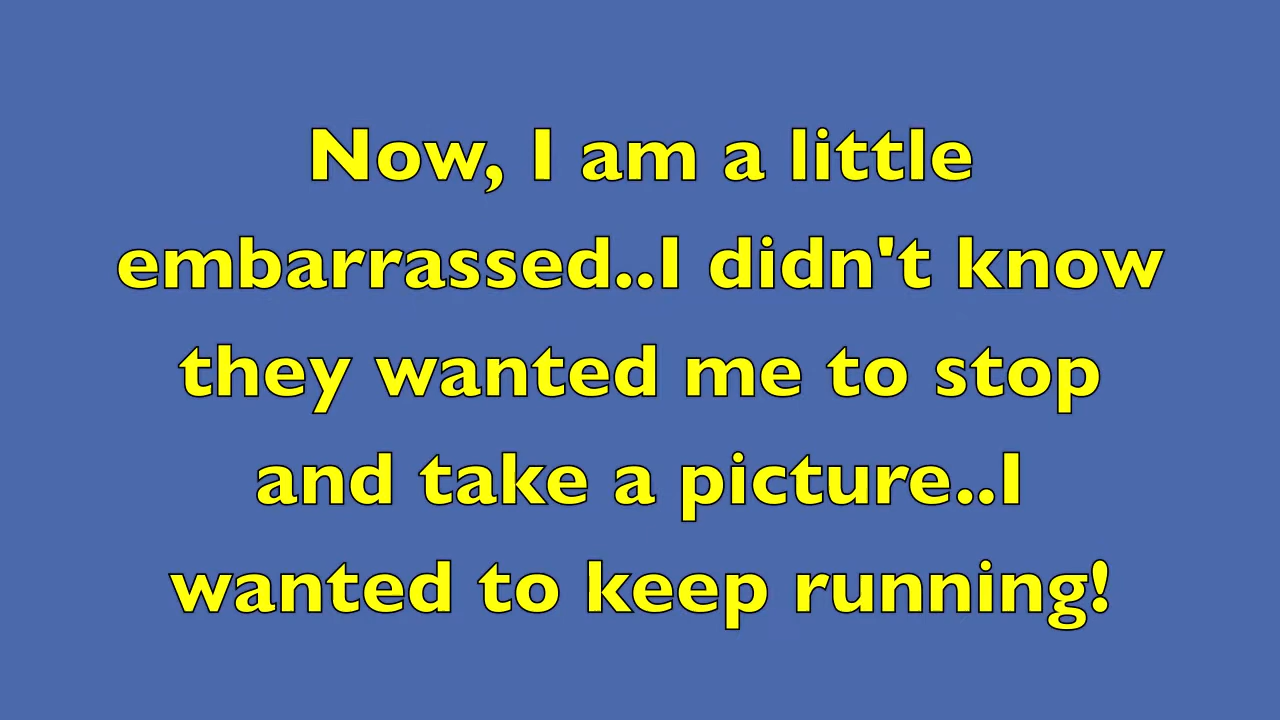 Now, I am a little
embarrassed..I didn't know
they wanted me to stop
and take a picture..I
wanted to keep running!